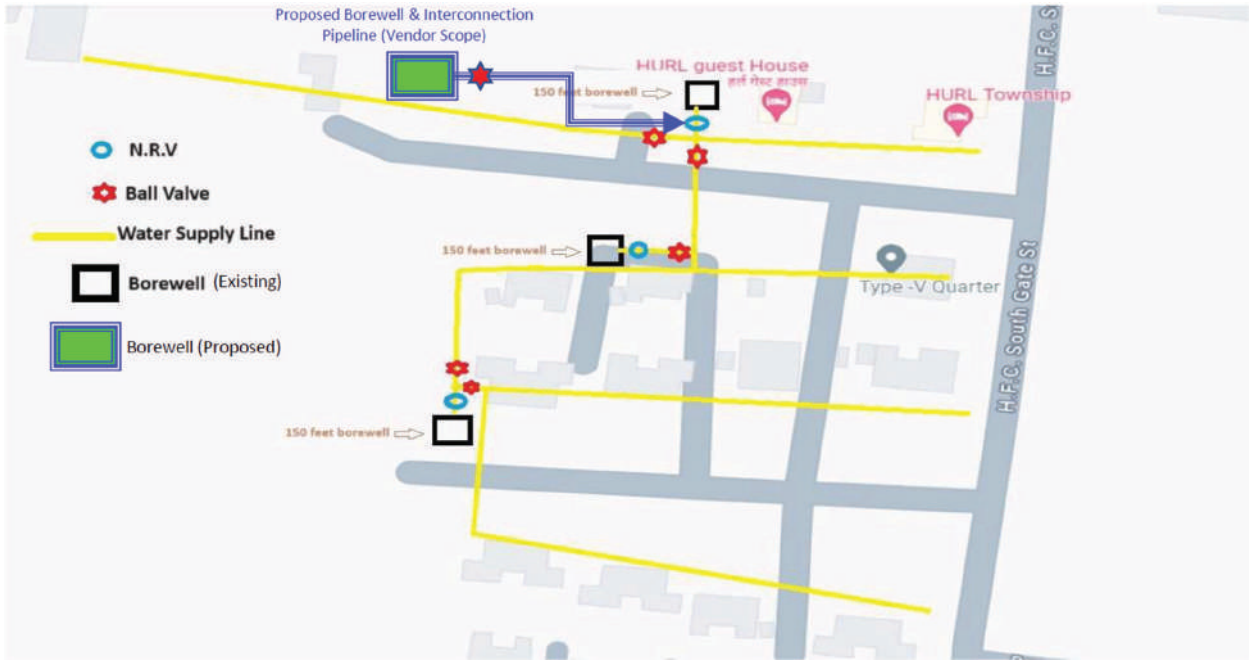 Proposed Borewell & Interconnection
Pipeline (Vendor Scope)
H.F.C. S
HURL guest House
हर्ल गेस्ट हाउस
150 feet borewell
HURL Township
N.R.V
Ball Valve
Water Supply Line
150 feet borewell
Borewell (Existing)
Type -V Quarter
H.F.C. South Gate St
Borewell (Proposed)
150 feet borewell